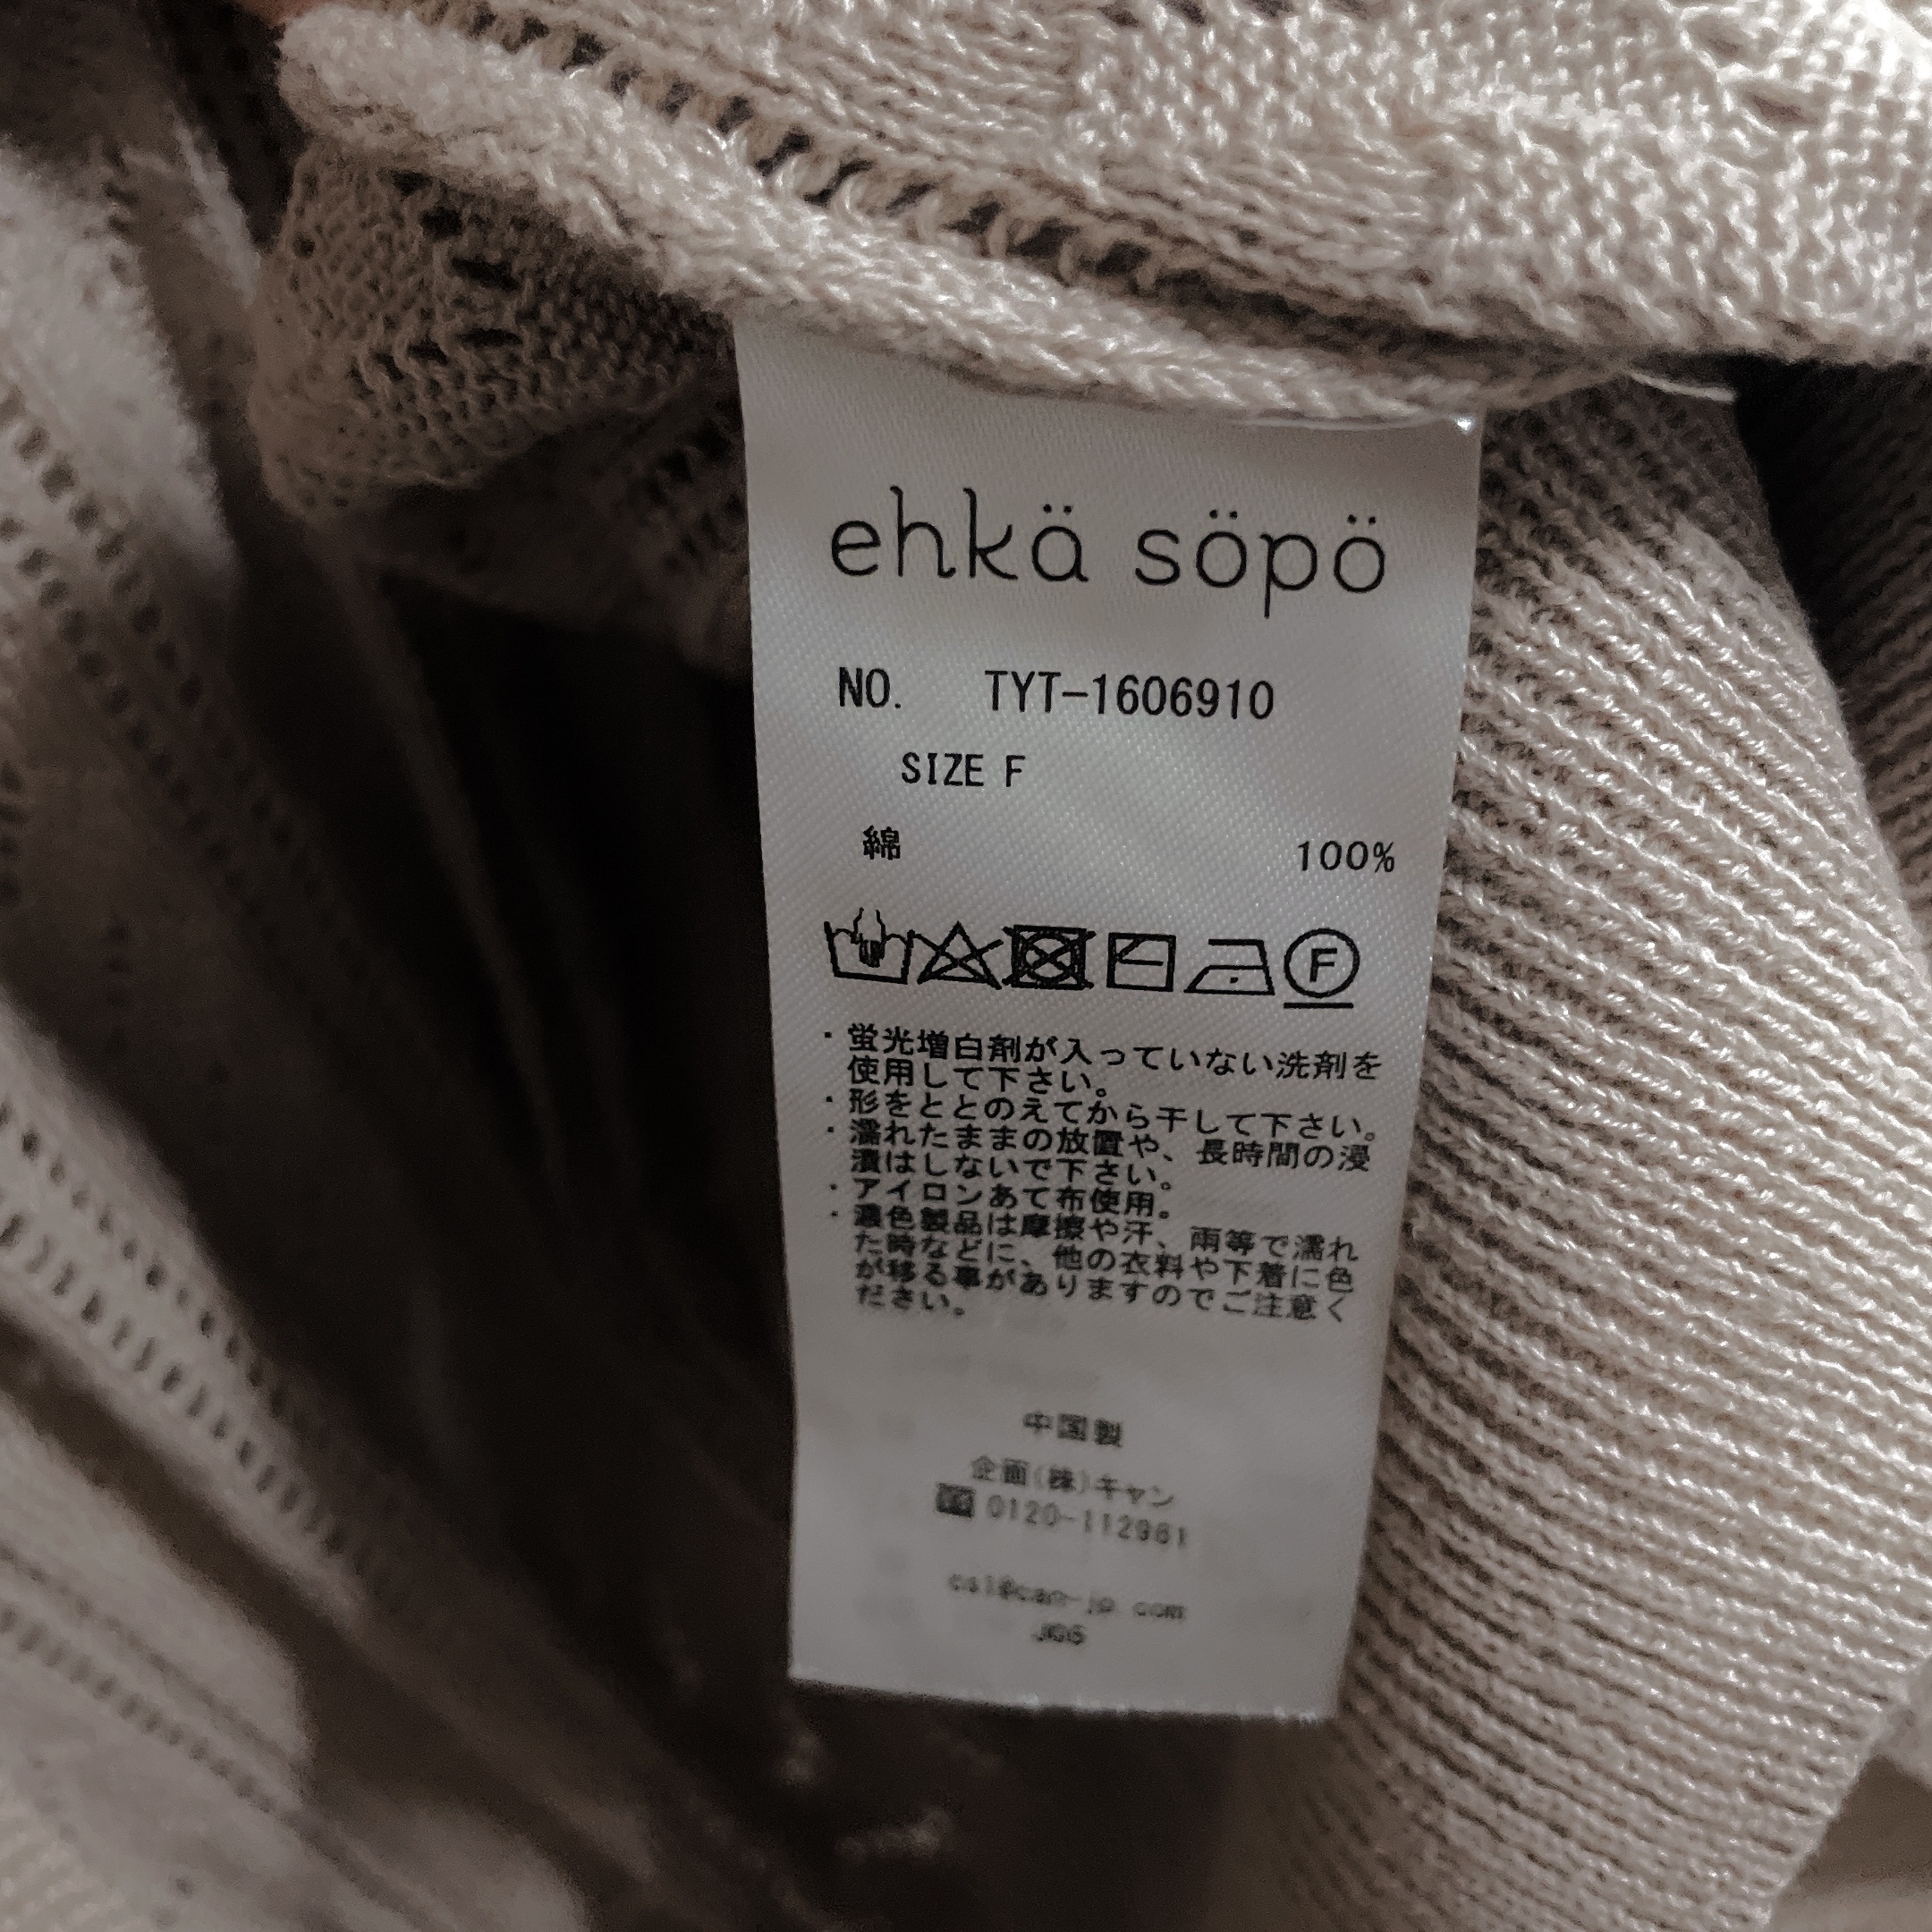 ehkä söpö
NO. TYT-1606910
SIZE F
綿 100%
F
・蛍光増白剤が入っていない洗剤を
使用して下さい。
・形をととのえてから干して下さい。
・濡れたままの放置や、長時間の浸
漬はしないで下さい。
・アイロンあて布使用。
・濃色製品は摩擦や汗、雨等で濡れ
た時などに、他の衣料や下着に色
が移る事がありますのでご注意く
ださい。
中国製
企画(株)キャン
0120-112961
JG6